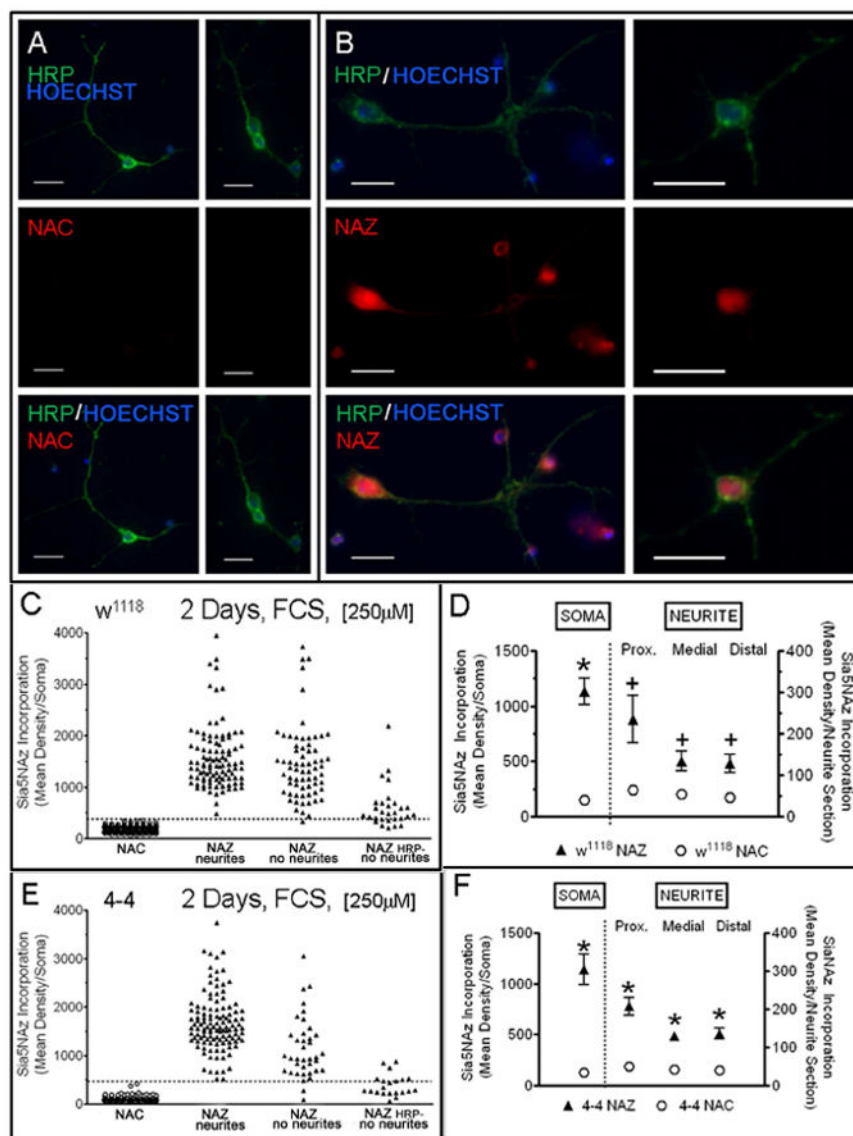 A
HRP
HOECHST
B
HRP/HOECHST
NAC
NAZ
HRP/HOECHST
NAC
HRP/HOECHST
NAZ
C
w1118
2 Days, FCS, [250µM]
Sia5NAz Incorporation
(Mean Density/Soma)
4000
3000
2000
1000
0
NAC
NAZ
neurites
NAZ
no neurites
NAZ HRP-
no neurites
D
SOMA
NEURITE
Prox.
Medial
Distal
Sia5NAz Incorporation
(Mean Density/Soma)
1500
1000
500
0
*
+
+
+
400
300
200
100
0
Sia5NAz Incorporation
(Mean Density/Neurite Section)
▲ w1118 NAZ
○ w1118 NAC
E
4-4
2 Days, FCS, [250µM]
Sia5NAz Incorporation
(Mean Density/Soma)
4000
3000
2000
1000
0
NAC
NAZ
neurites
NAZ
no neurites
NAZ HRP-
no neurites
F
SOMA
NEURITE
Prox.
Medial
Distal
Sia5NAz Incorporation
(Mean Density/Soma)
1500
1000
500
0
*
*
*
*
400
300
200
100
0
SiaNAz Incorporation
(Mean Density/Neurite Section)
▲ 4-4 NAZ
○ 4-4 NAC